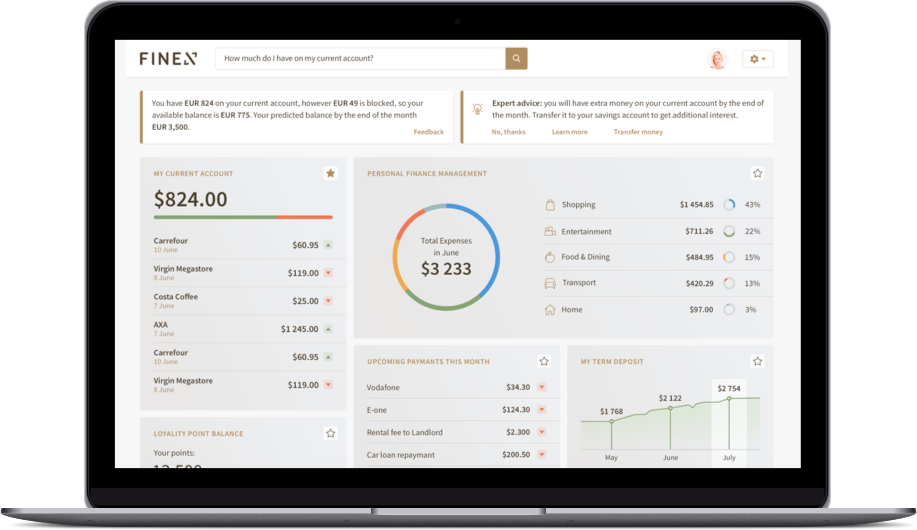 FINEX
How much do I have on my current account?
You have EUR 824 on your current account, however EUR 49 is blocked, so your
available balance is EUR 775. Your predicted balance by the end of the month
EUR 3,500.
Feedback
Expert advice: you will have extra money on your current account by the end of
the month. Transfer it to your savings account to get additional interest.
No, thanks Learn more Transfer money
MY CURRENT ACCOUNT
$824.00
Carrefour
10 June
$60.95
Virgin Megastore
8 June
$119.00
Costa Coffee
7 June
$25.00
AXA
7 June
$1 245.00
Carrefour
10 June
$60.95
Virgin Megastore
8 June
$119.00
LOYALITY POINT BALANCE
Your points:
PERSONAL FINANCE MANAGEMENT
Total Expenses
in June
$3 233
Shopping $1 454.85 43%
Entertainment $711.26 22%
Food & Dining $484.95 15%
Transport $420.29 13%
Home $97.00 3%
UPCOMING PAYMANTS THIS MONTH
Vodafone $34.30
E-one $124.30
Rental fee to Landlord $2.300
Car loan repaymant $200.50
MY TERM DEPOSIT
$1 768
$2 122
$2 754
May June July